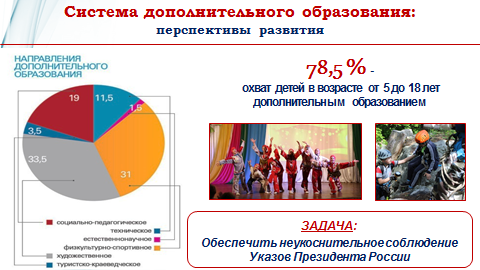 Система дополнительного образования:
перспективы развития
НАПРАВЛЕНИЯ
ДОПОЛНИТЕЛЬНОГО
ОБРАЗОВАНИЯ
19
11,5
1,5
3,5
33,5
31
социально-педагогическое
техническое
естественнонаучное
физкультурно-спортивное
художественное
туристско-краеведческое
78,5 % -
охват детей в возрасте от 5 до 18 лет
дополнительным образованием
ЗАДАЧА:
Обеспечить неукоснительное соблюдение
Указов Президента России